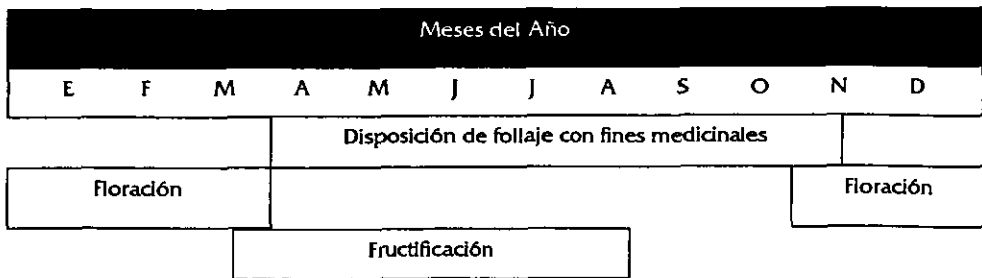 Meses del Año
E F M A M J J A S O N D
Disposición de follaje con fines medicinales
Floración Floración
Fructificación